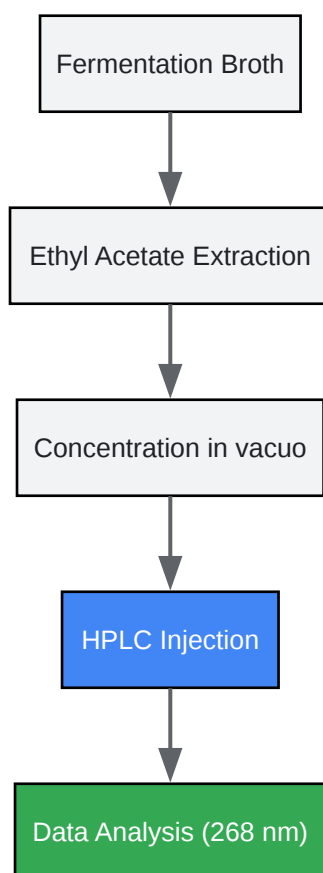 Fermentation Broth
Ethyl Acetate Extraction
Concentration in vacuo
HPLC Injection
Data Analysis (268 nm)